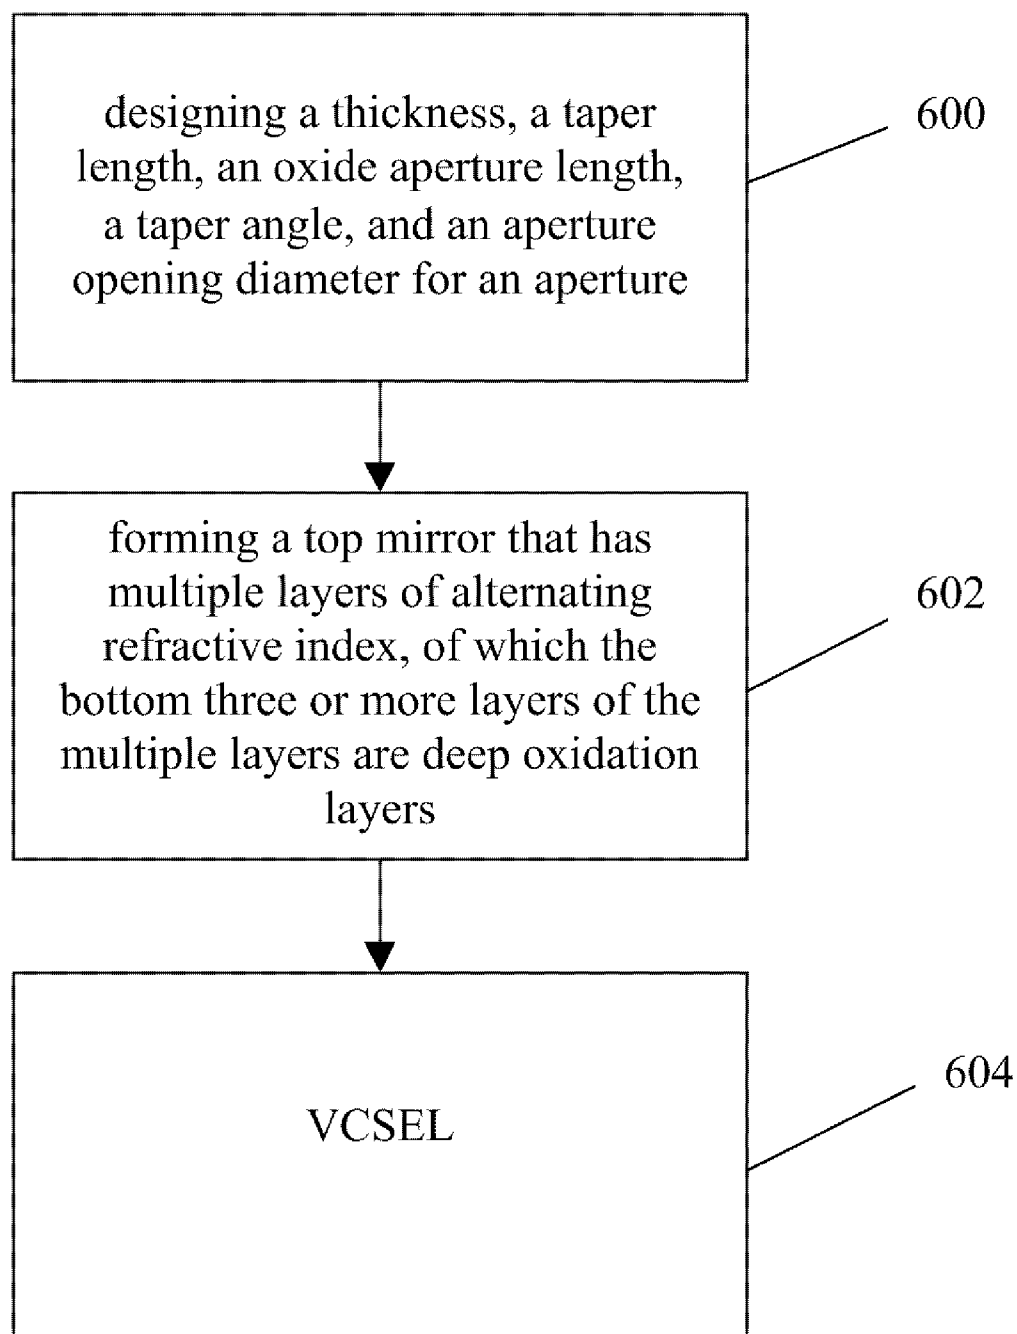 designing a thickness, a taper
length, an oxide aperture length,
a taper angle, and an aperture
opening diameter for an aperture
600
forming a top mirror that has
multiple layers of alternating
refractive index, of which the
bottom three or more layers of the
multiple layers are deep oxidation
layers
602
VCSEL
604